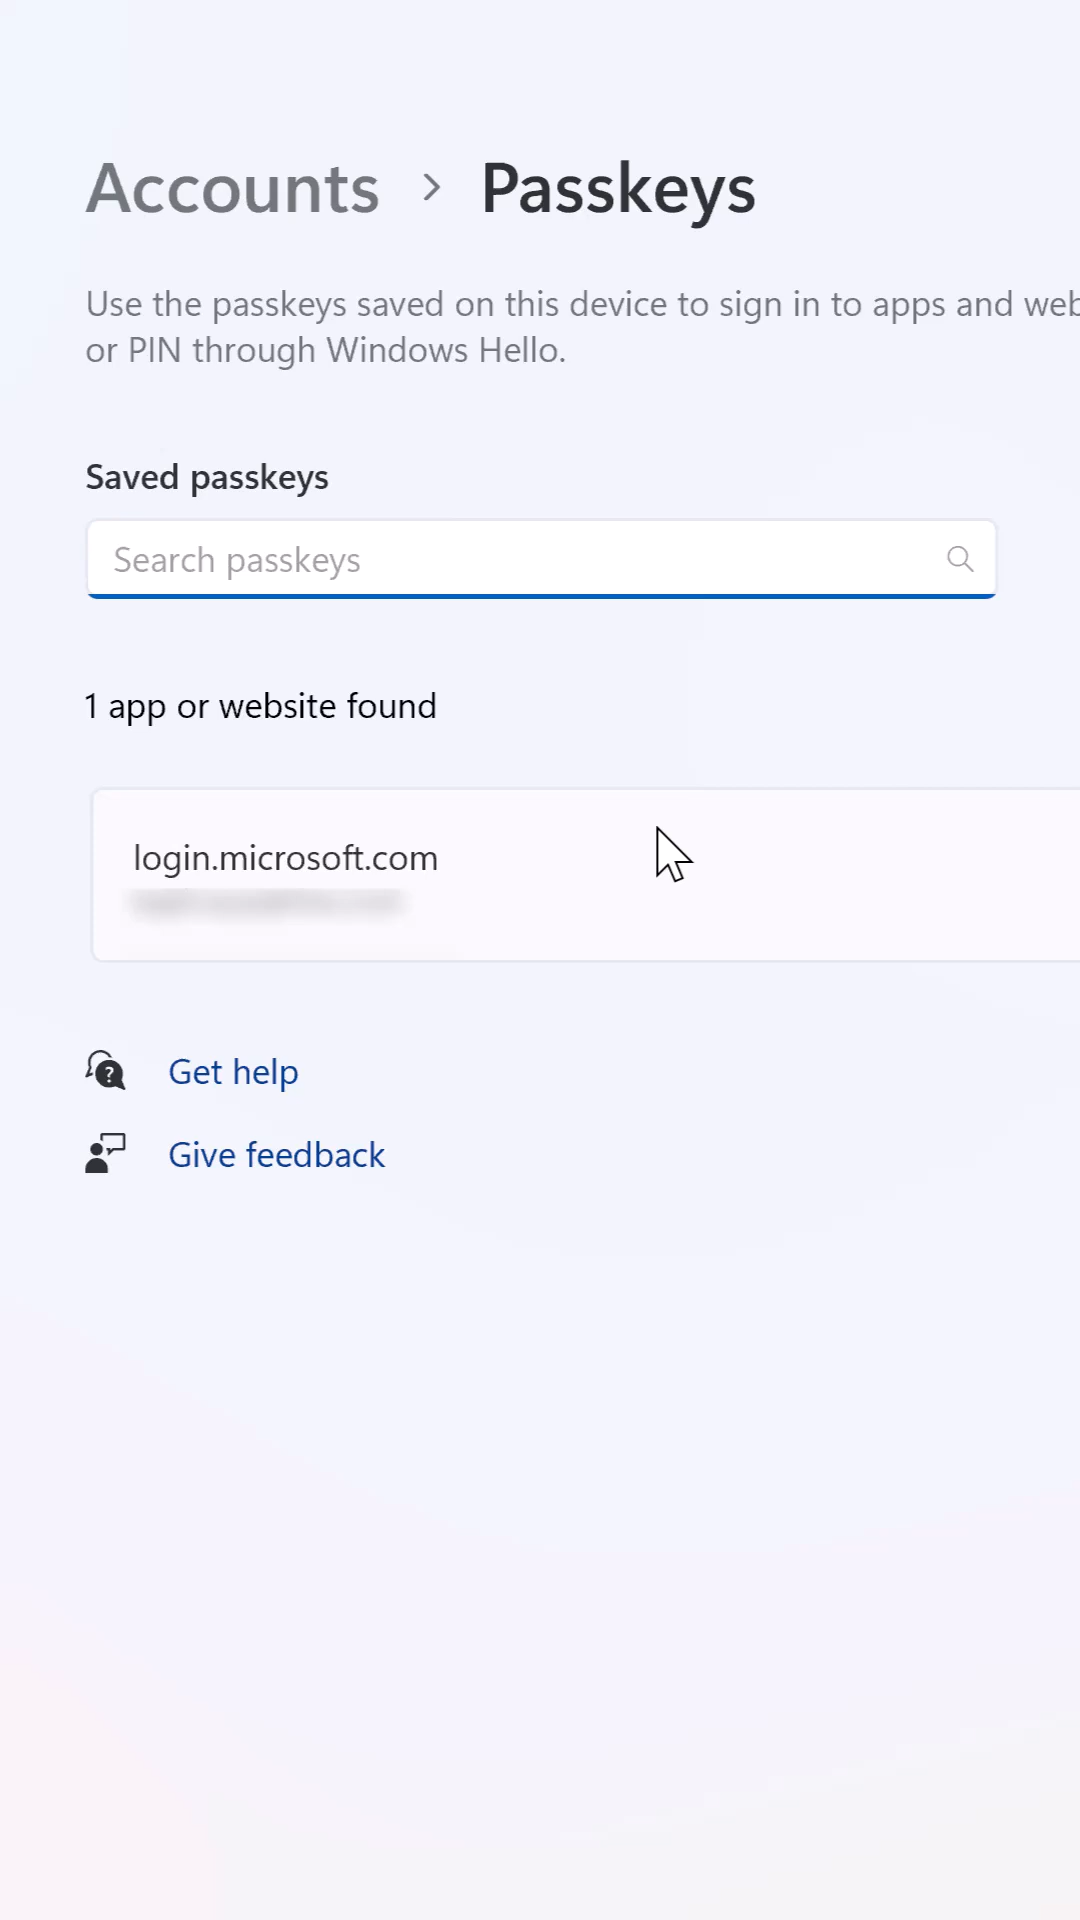 Accounts > Passkeys
Use the passkeys saved on this device to sign in to apps and web
or PIN through Windows Hello.
Saved passkeys
Search passkeys
1 app or website found
login.microsoft.com
Get help
Give feedback